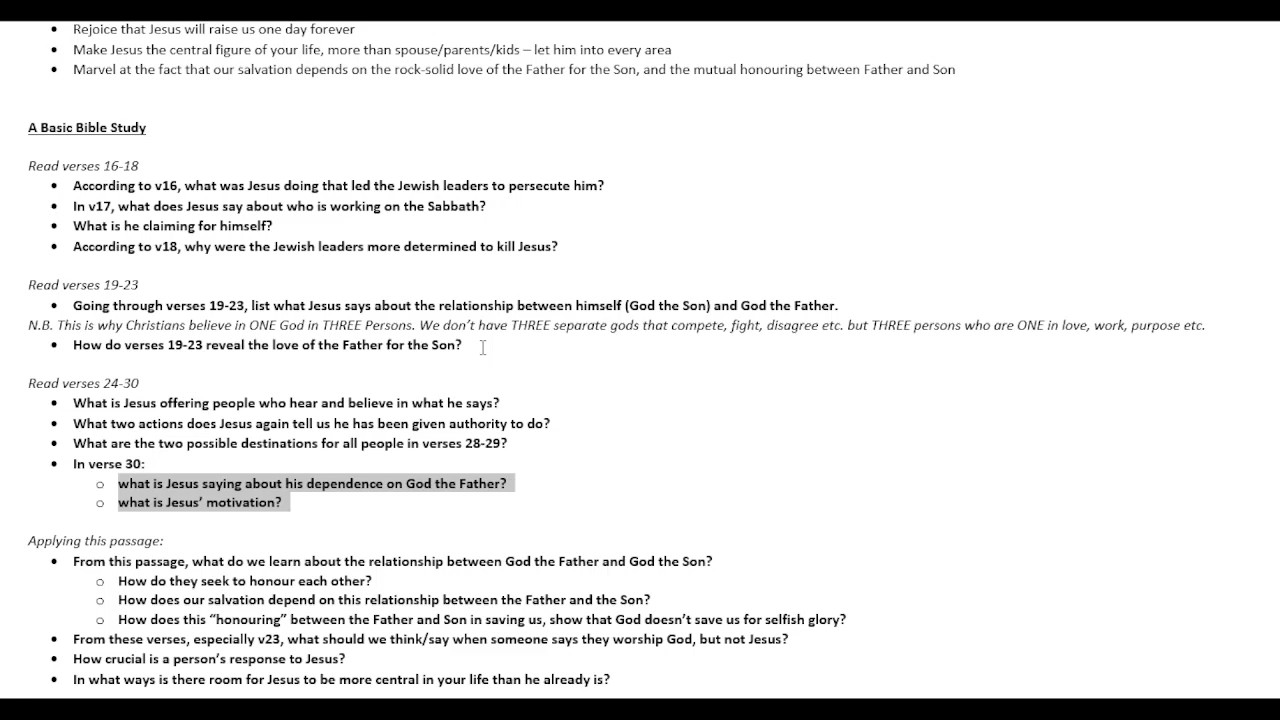 • Rejoice that Jesus will raise us one day forever
• Make Jesus the central figure of your life, more than spouse/parents/kids – let him into every area
• Marvel at the fact that our salvation depends on the rock-solid love of the Father for the Son, and the mutual honouring between Father and Son
A Basic Bible Study
Read verses 16-18
• According to v16, what was Jesus doing that led the Jewish leaders to persecute him?
• In v17, what does Jesus say about who is working on the Sabbath?
• What is he claiming for himself?
• According to v18, why were the Jewish leaders more determined to kill Jesus?
Read verses 19-23
• Going through verses 19-23, list what Jesus says about the relationship between himself (God the Son) and God the Father.
N.B. This is why Christians believe in ONE God in THREE Persons. We don’t have THREE separate gods that compete, fight, disagree etc. but THREE persons who are ONE in love, work, purpose etc.
• How do verses 19-23 reveal the love of the Father for the Son?
Read verses 24-30
• What is Jesus offering people who hear and believe in what he says?
• What two actions does Jesus again tell us he has been given authority to do?
• What are the two possible destinations for all people in verses 28-29?
• In verse 30:
o what is Jesus saying about his dependence on God the Father?
o what is Jesus’ motivation?
Applying this passage:
• From this passage, what do we learn about the relationship between God the Father and God the Son?
o How do they seek to honour each other?
o How does our salvation depend on this relationship between the Father and the Son?
o How does this “honouring” between the Father and Son in saving us, show that God doesn’t save us for selfish glory?
• From these verses, especially v23, what should we think/say when someone says they worship God, but not Jesus?
• How crucial is a person’s response to Jesus?
• In what ways is there room for Jesus to be more central in your life than he already is?